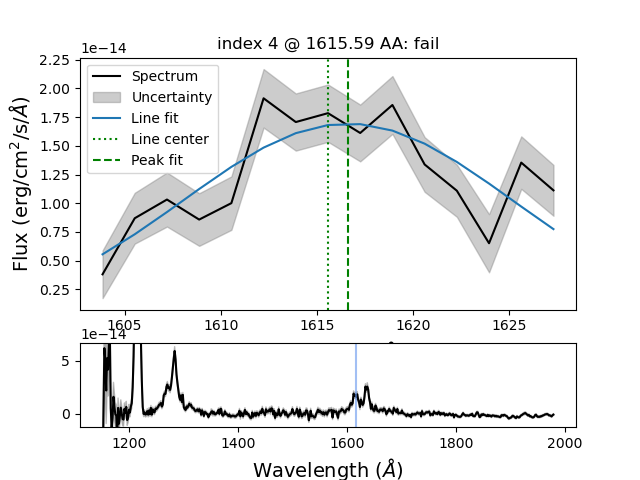 index 4 @ 1615.59 AA: fail
1e−14
2.25
2.00
1.75
1.50
1.25
1.00
0.75
0.50
0.25
Flux (erg/cm²/s/Å)
Spectrum
Uncertainty
Line fit
Line center
Peak fit
1605 1610 1615 1620 1625
1e−14
5
0
1200 1400 1600 1800 2000
Wavelength (Å)